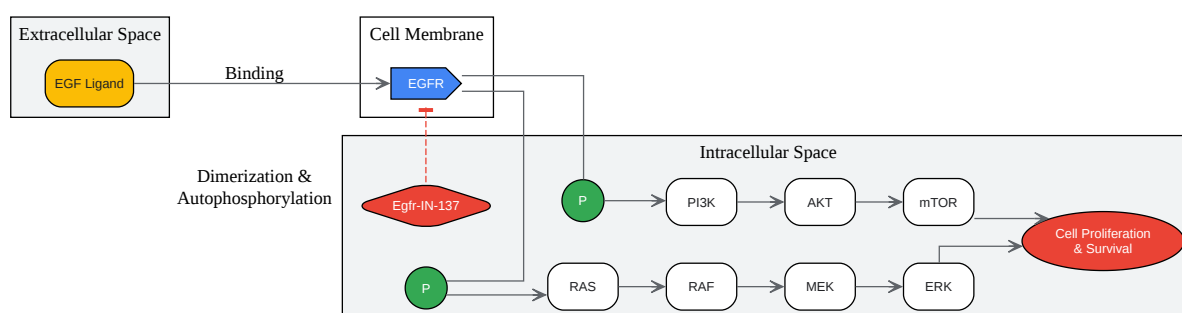 Extracellular Space
Cell Membrane
EGF Ligand
Binding
EGFR
Intracellular Space
Dimerization &
Autophosphorylation
Egfr-IN-137
P
PI3K
AKT
mTOR
Cell Proliferation
& Survival
P
RAS
RAF
MEK
ERK